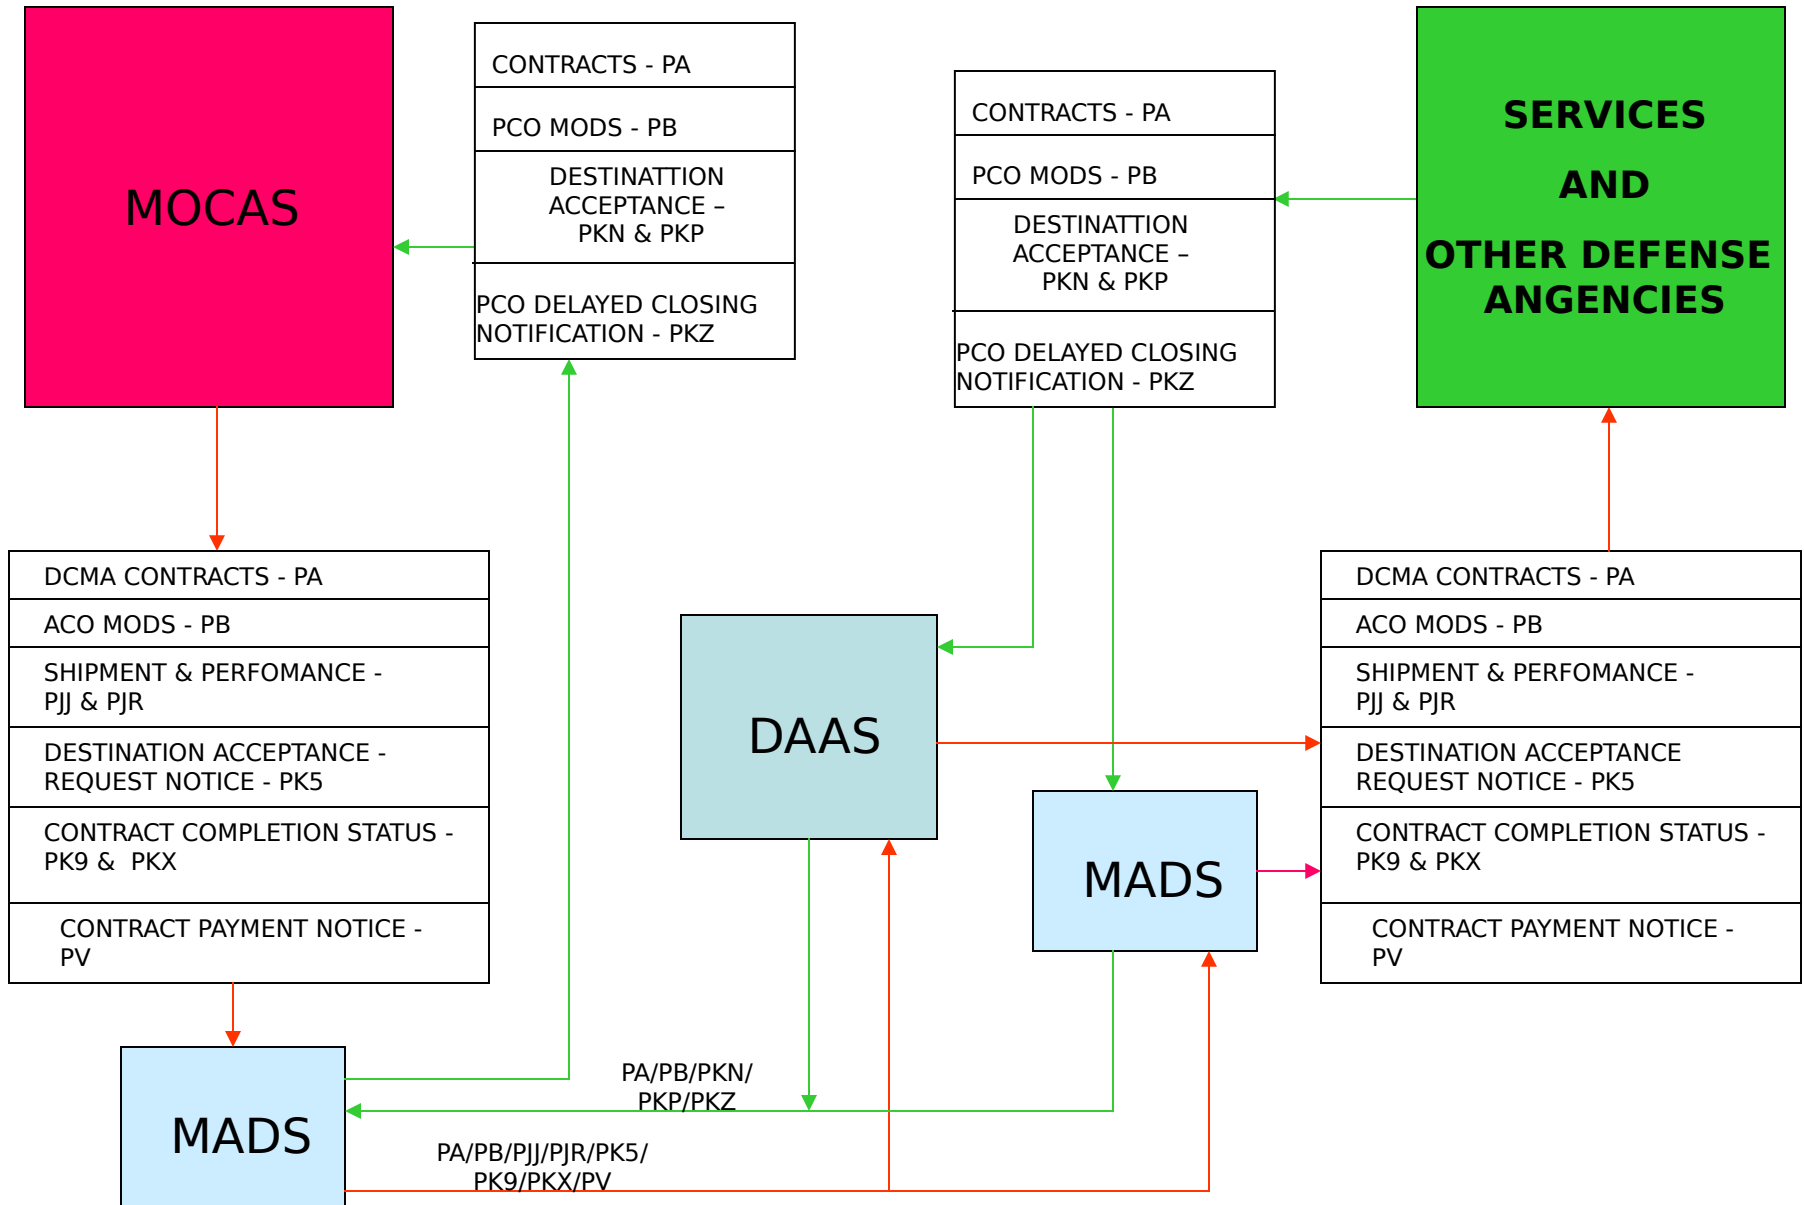 MOCAS
CONTRACTS - PA
PCO MODS - PB
DESTINATTION
ACCEPTANCE –
PKN & PKP
PCO DELAYED CLOSING
NOTIFICATION - PKZ
CONTRACTS - PA
PCO MODS - PB
DESTINATTION
ACCEPTANCE –
PKN & PKP
PCO DELAYED CLOSING
NOTIFICATION - PKZ
SERVICES
AND
OTHER DEFENSE
ANGENCIES
DCMA CONTRACTS - PA
ACO MODS - PB
SHIPMENT & PERFOMANCE -
PJJ & PJR
DESTINATION ACCEPTANCE -
REQUEST NOTICE - PK5
CONTRACT COMPLETION STATUS -
PK9 &  PKX
CONTRACT PAYMENT NOTICE -
PV
DAAS
MADS
DCMA CONTRACTS - PA
ACO MODS - PB
SHIPMENT & PERFOMANCE -
PJJ & PJR
DESTINATION ACCEPTANCE
REQUEST NOTICE - PK5
CONTRACT COMPLETION STATUS -
PK9 & PKX
CONTRACT PAYMENT NOTICE -
PV
MADS
PA/PB/PKN/
PKP/PKZ
PA/PB/PJJ/PJR/PK5/
PK9/PKX/PV